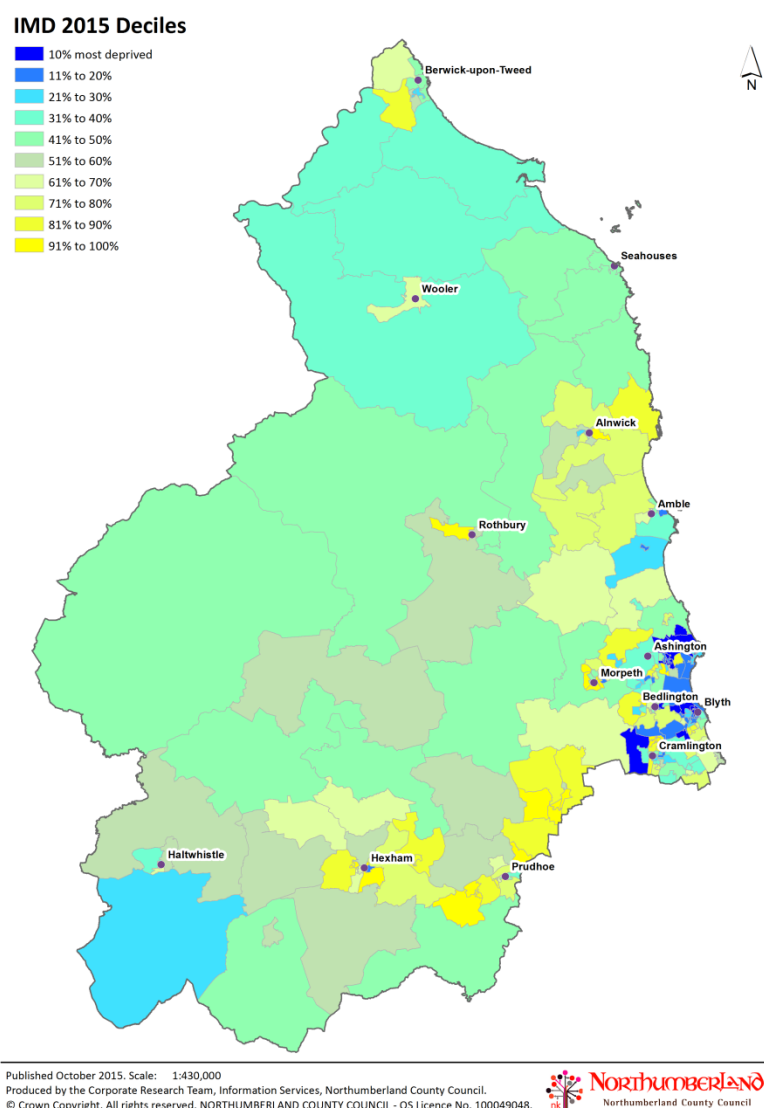 IMD 2015 Deciles
10% most deprived
11% to 20%
21% to 30%
31% to 40%
41% to 50%
51% to 60%
61% to 70%
71% to 80%
81% to 90%
91% to 100%
N
Berwick-upon-Tweed
Seahouses
Wooler
Alnwick
Amble
Rothbury
Ashington
Morpeth
Bedlington
Blyth
Cramlington
Haltwhistle
Hexham
Prudhoe
Published October 2015. Scale: 1:430,000
Produced by the Corporate Research Team, Information Services, Northumberland County Council.
© Crown Copyright. All rights reserved. NORTHUMBERLAND COUNTY COUNCIL - OS Licence No. 100049048.
NORTHUMBERLAND
Northumberland County Council